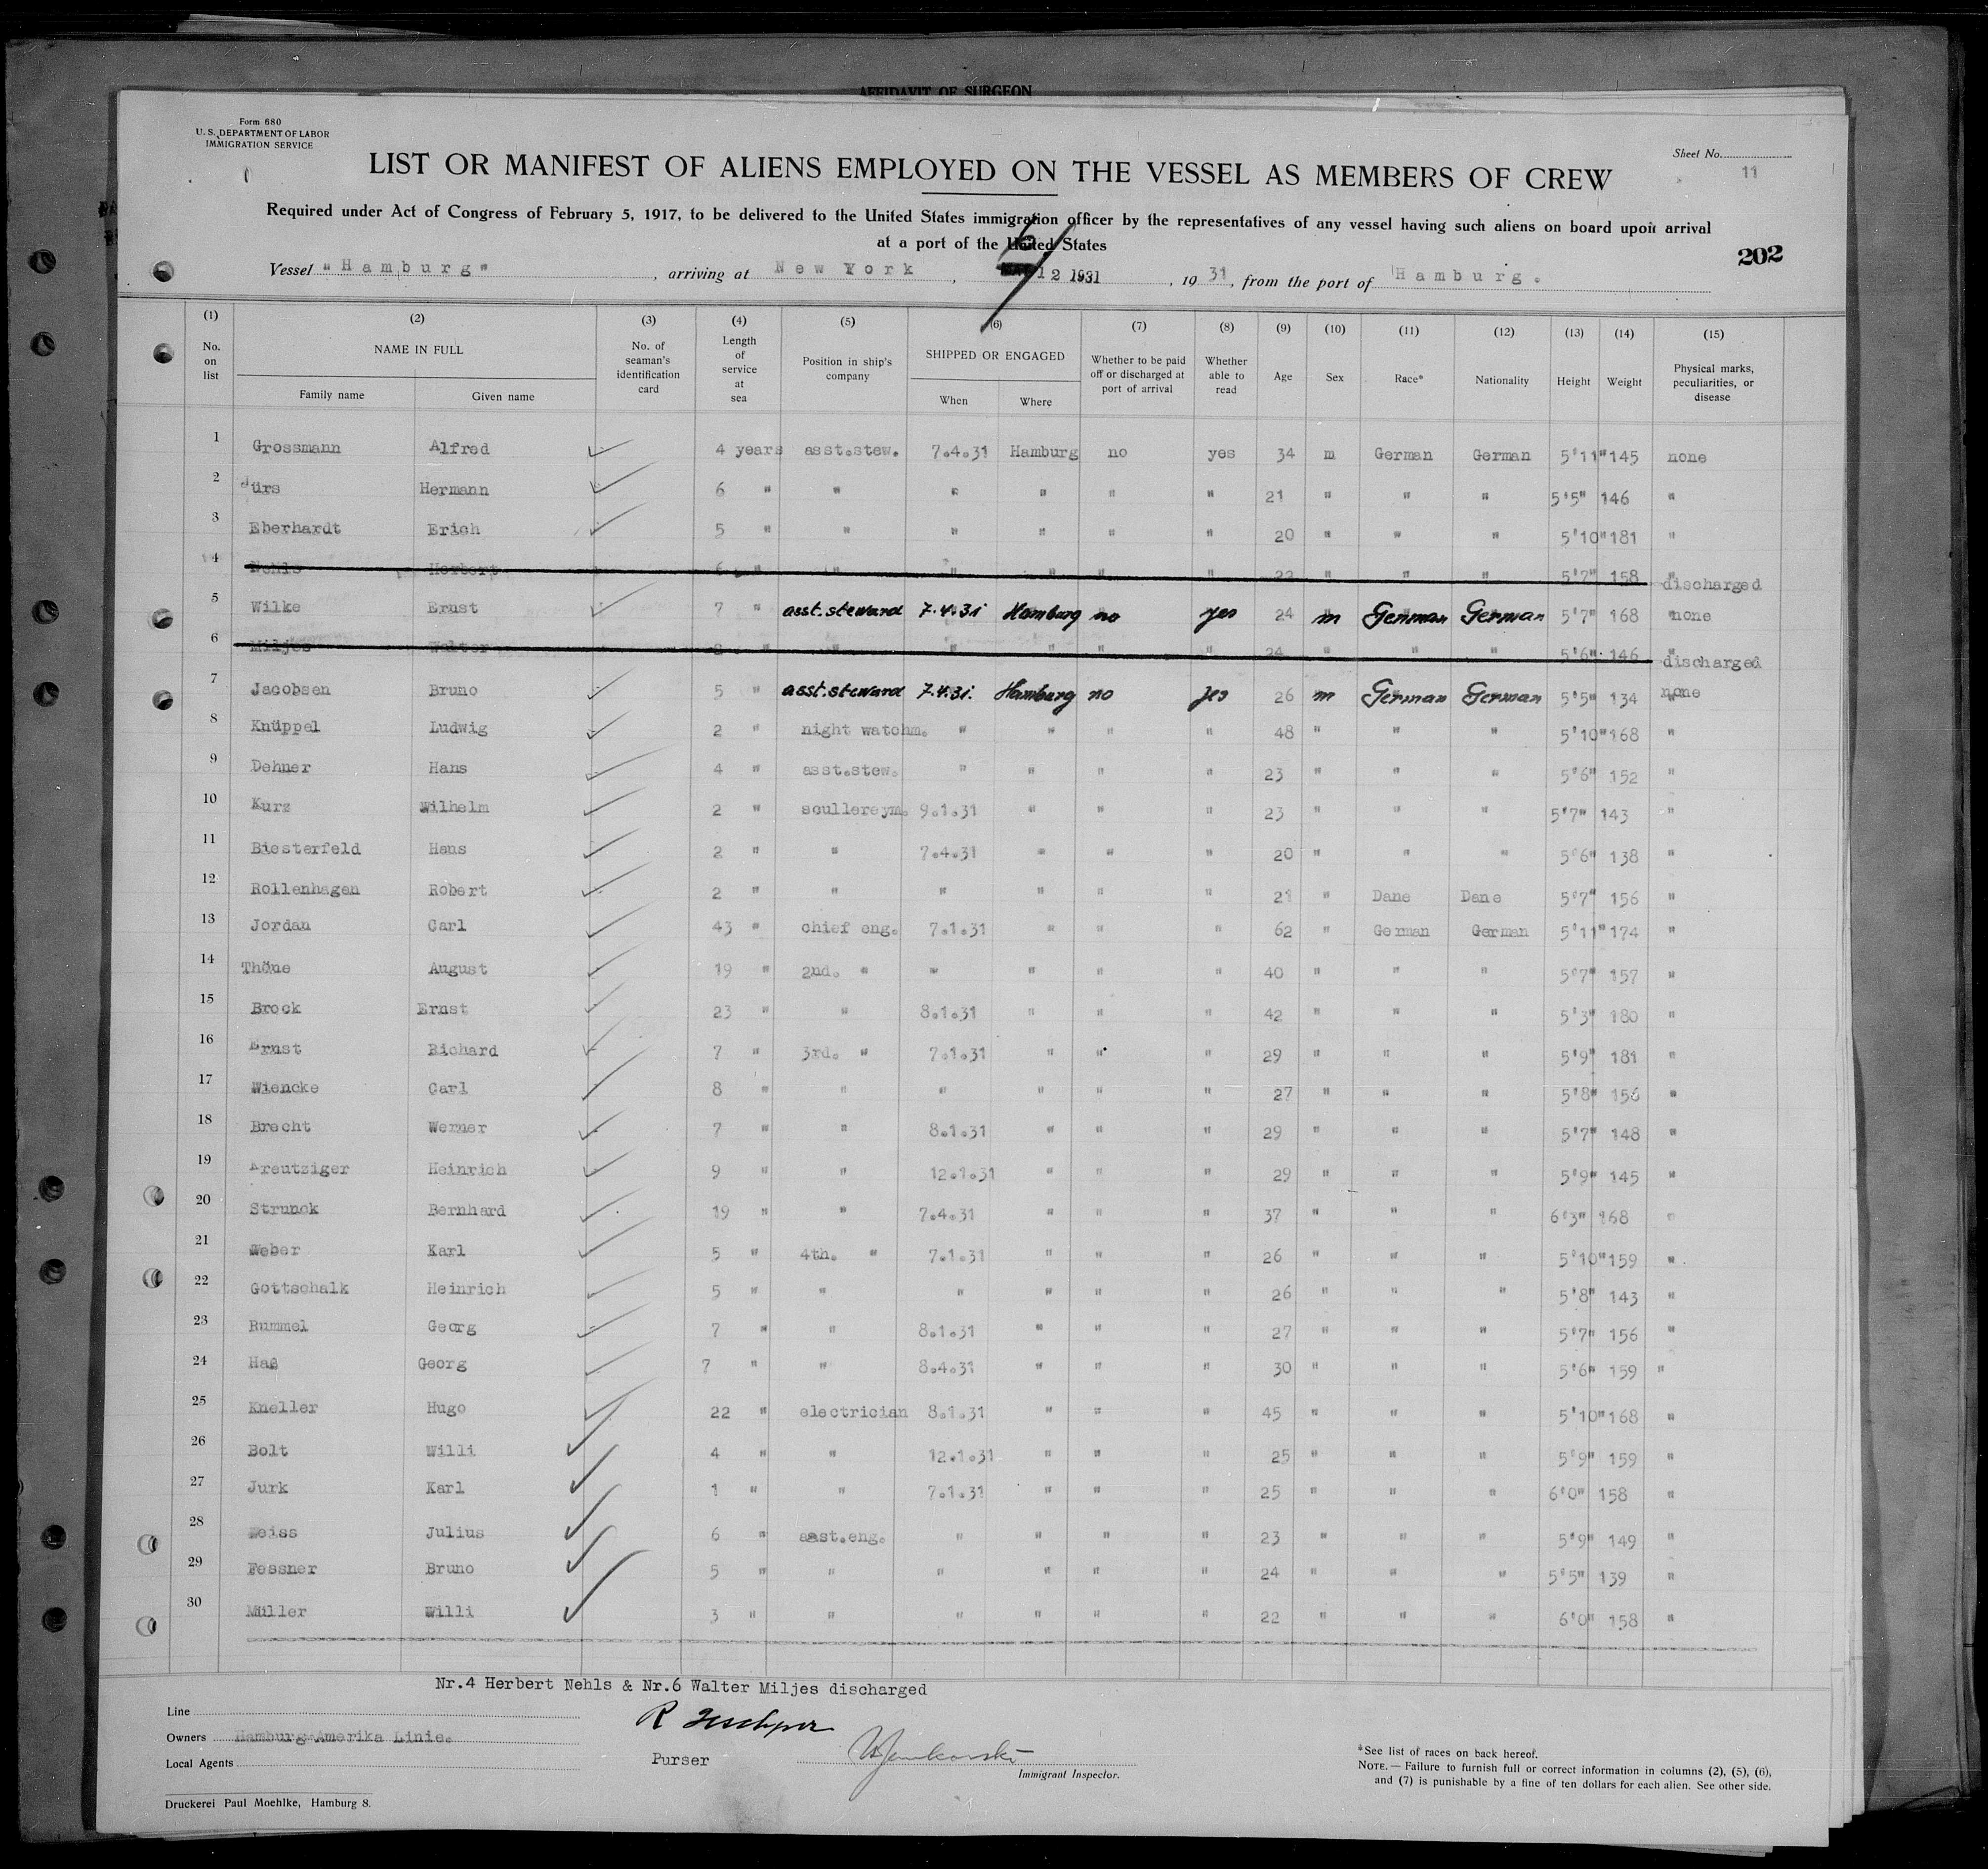 AFFIDAVIT OF SURGEON
Form 680
U. S. DEPARTMENT OF LABOR
IMMIGRATION SERVICE
Sheet No. 11
LIST OR MANIFEST OF ALIENS EMPLOYED ON THE VESSEL AS MEMBERS OF CREW
Required under Act of Congress of February 5, 1917, to be delivered to the United States immigration officer by the representatives of any vessel having such aliens on board upon arrival
at a port of the United States
202
Vessel "Hamburg", arriving at New York, 12 1931, 1931, from the port of Hamburg.
(1) (2) (3) (4) (5) (6) (7) (8) (9) (10) (11) (12) (13) (14) (15)
No. on list NAME IN FULL Family name Given name No. of seaman's identification card Length of service at sea Position in ship's company SHIPPED OR ENGAGED When Where Whether to be paid off or discharged at port of arrival Whether able to read Age Sex Race* Nationality Height Weight Physical marks, peculiarities, or disease
1 Grossmann Alfred 4 years asst.stew. 7.4.31 Hamburg no yes 34 m German German 5'11" 145 none
2 Jürs Hermann 6 " " " " " " 21 " " " 5'5" 146 "
3 Eberhardt Erich 5 " " " " " " 20 " " " 5'10" 181 "
4 Nehls Herbert 6 " " " " " " 22 " " " 5'7" 158 " discharged
5 Wilke Ernst 7 " asst.steward 7.4.31 Hamburg no yes 24 m German German 5'7" 168 "none
6 Miljes Walter 8 " " " " " " 24 " " " 5'6" 146 " discharged
7 Jacobsen Bruno 5 " asst.steward 7.4.31. Hamburg no yes 26 m German German 5'5" 134 none
8 Knüppel Ludwig 2 " night watchm. " " " " 48 " " " 5'10" 168 "
9 Dehner Hans 4 " asst.stew. " " " " 23 " " " 5'6" 152 "
10 Kurz Wilhelm 2 " scullereym. 9.1.31 " " " 23 " " " 5'7" 143 "
11 Biesterfeld Hans 2 " " 7.4.31 " " " 20 " " " 5'6" 138 "
12 Rollenhagen Robert 2 " " " " " " 21 " Dane Dane 5'7" 156 "
13 Jordan Carl 43 " chief eng. 7.1.31 " " " 62 " German German 5'11" 174 "
14 Thöne August 19 " 2nd. " " " " " 40 " " " 5'7" 157 "
15 Brock Ernst 23 " " 8.1.31 " " " 42 " " " 5'3" 180 "
16 Ernst Richard 7 " 3rd. " 7.1.31 " " " 29 " " " 5'9" 181 "
17 Wiencke Carl 8 " " " " " " 27 " " " 5'8" 156 "
18 Brecht Werner 7 " " 8.1.31 " " " 29 " " " 5'7" 148 "
19 Kreutziger Heinrich 9 " " 12.1.31 " " " 29 " " " 5'9" 145 "
20 Strunck Bernhard 19 " " 7.4.31 " " " 37 " " " 6'3" 168 "
21 Weber Karl 5 " 4th. " 7.1.31 " " " 26 " " " 5'10" 159 "
22 Gottschalk Heinrich 5 " " " " " " 26 " " " 5'8" 143 "
23 Rummel Georg 7 " " 8.1.31 " " " 27 " " " 5'7" 156 "
24 Haß Georg 7 " " 8.4.31 " " " 30 " " " 5'6" 159 "
25 Kneller Hugo 22 " electrician 8.1.31 " " " 45 " " " 5'10" 168 "
26 Bolt Willi 4 " " 12.1.31 " " " 25 " " " 5'9" 159 "
27 Jurk Karl 1 " " 7.1.31 " " " 25 " " " 6'0" 158 "
28 Weiss Julius 6 " asst.eng. " " " " 23 " " " 5'9" 149 "
29 Fessner Bruno 5 " " " " " " 24 " " " 5'5" 139 "
30 Müller Willi 3 " " " " " " 22 " " " 6'0" 158 "
Nr.4 Herbert Nehls & Nr.6 Walter Miljes discharged
Line
Owners Hamburg-Amerika Linie.
Local Agents
Purser
Immigrant Inspector.
*See list of races on back hereof.
NOTE.— Failure to furnish full or correct information in columns (2), (5), (6),
and (7) is punishable by a fine of ten dollars for each alien. See other side.
Druckerei Paul Moehlke, Hamburg 8.